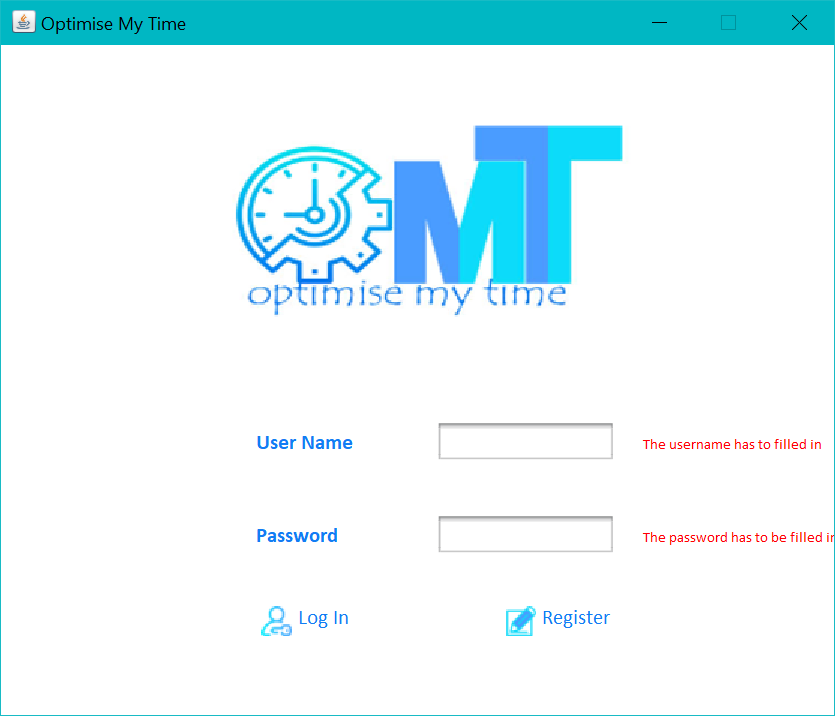 Optimise My Time
OMT
optimise my time
User Name
The username has to filled in
Password
The password has to be filled in
Log In
Register